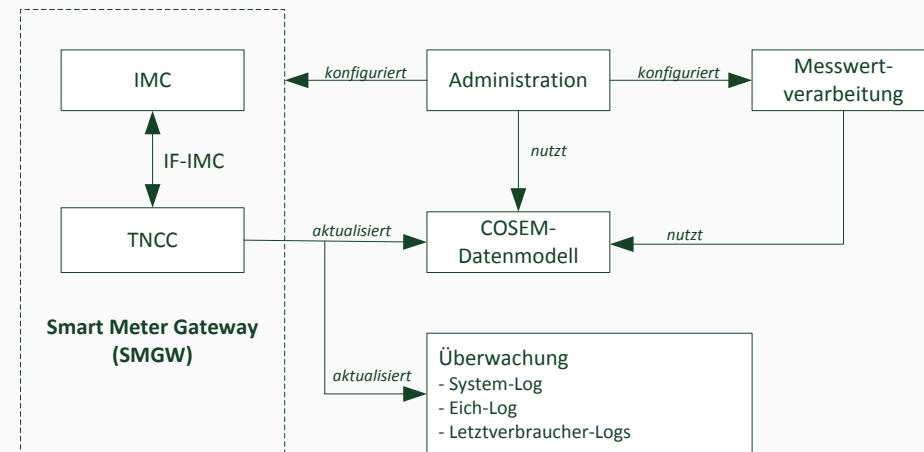 IMC
konfiguriert
Administration
konfiguriert
Messwert-
verarbeitung
IF-IMC
nutzt
TNCC
aktualisiert
COSEM-
Datenmodell
nutzt
Smart Meter Gateway
(SMGW)
aktualisiert
Überwachung
- System-Log
- Eich-Log
- Letztverbraucher-Logs